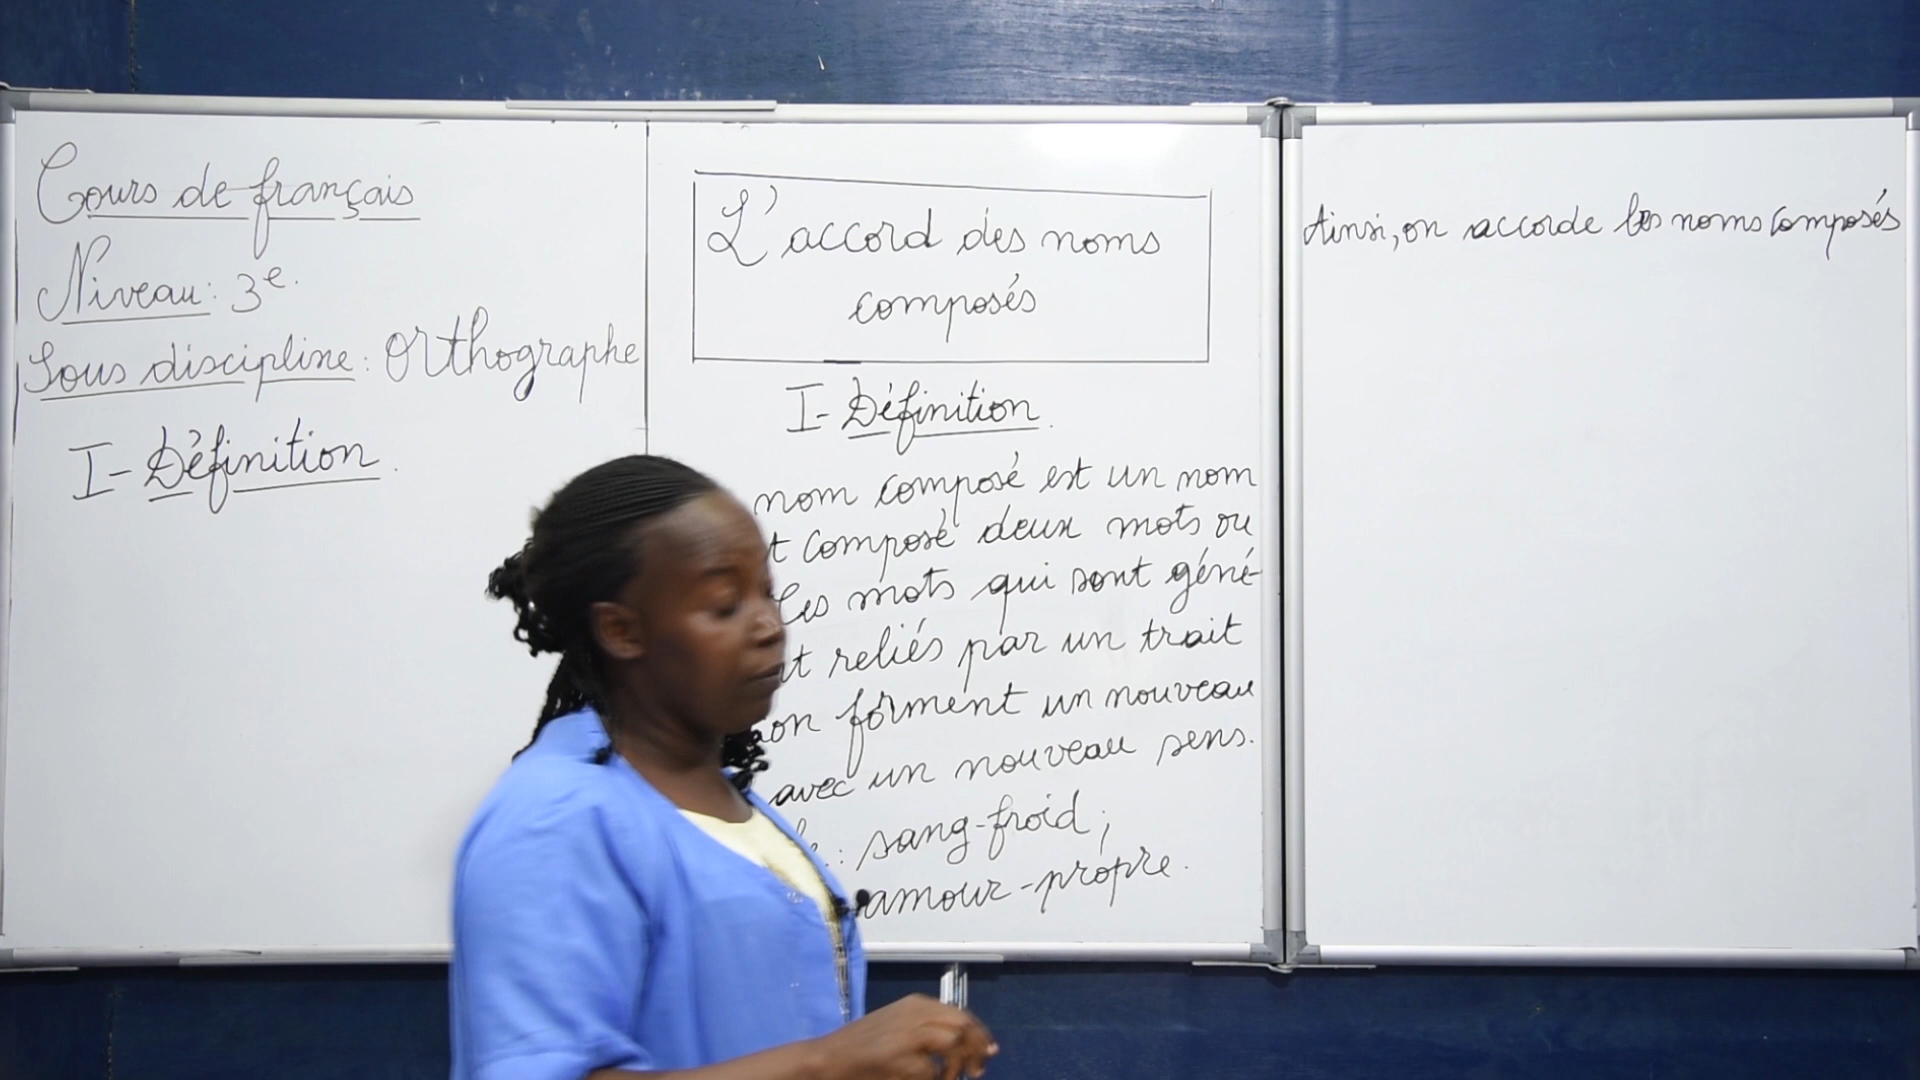 Cours de français
Niveau: 3e.
Sous discipline: Orthographe
I- Définition.
L'accord des noms
composés
I- Définition.
nom composé est un nom
composé deux mots ou
mots qui sont géné-
reliés par un trait
forment un nouveau
avec un nouveau sens.
: sang-froid;
amour-propre.
Ainsi, on accorde les noms composés